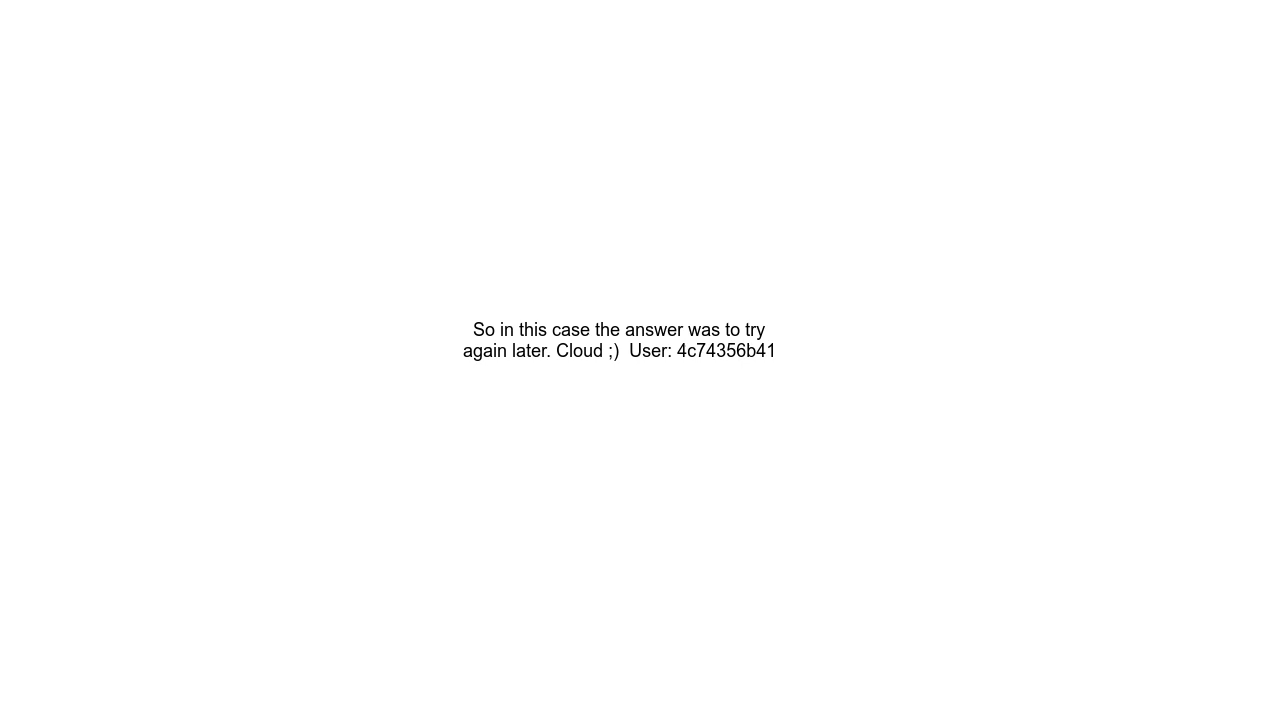 So in this case the answer was to try
again later. Cloud ;)  User: 4c74356b41